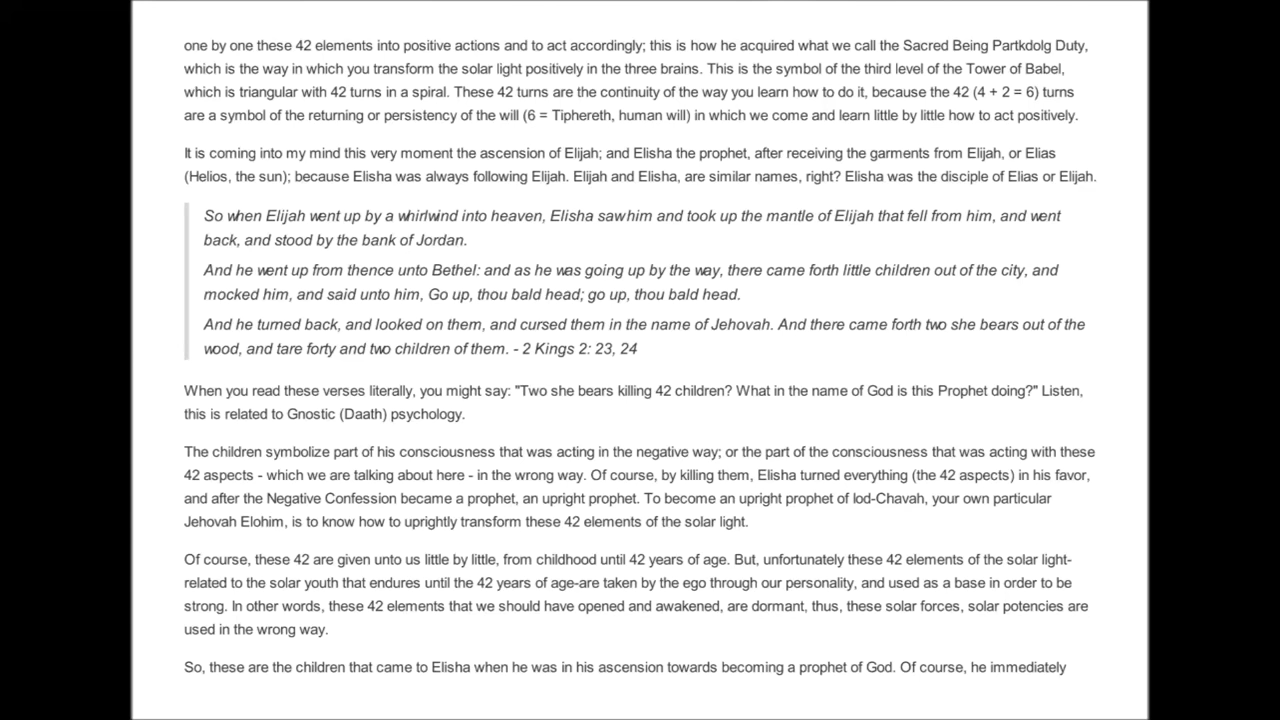 one by one these 42 elements into positive actions and to act accordingly; this is how he acquired what we call the Sacred Being Partkdolg Duty,
which is the way in which you transform the solar light positively in the three brains. This is the symbol of the third level of the Tower of Babel,
which is triangular with 42 turns in a spiral. These 42 turns are the continuity of the way you learn how to do it, because the 42 (4 + 2 = 6) turns
are a symbol of the returning or persistency of the will (6 = Tiphereth, human will) in which we come and learn little by little how to act positively.
It is coming into my mind this very moment the ascension of Elijah; and Elisha the prophet, after receiving the garments from Elijah, or Elias
(Helios, the sun); because Elisha was always following Elijah. Elijah and Elisha, are similar names, right? Elisha was the disciple of Elias or Elijah.
So when Elijah went up by a whirlwind into heaven, Elisha saw him and took up the mantle of Elijah that fell from him, and went
back, and stood by the bank of Jordan.
And he went up from thence unto Bethel: and as he was going up by the way, there came forth little children out of the city, and
mocked him, and said unto him, Go up, thou bald head; go up, thou bald head.
And he turned back, and looked on them, and cursed them in the name of Jehovah. And there came forth two she bears out of the
wood, and tare forty and two children of them. - 2 Kings 2: 23, 24
When you read these verses literally, you might say: "Two she bears killing 42 children? What in the name of God is this Prophet doing?" Listen,
this is related to Gnostic (Daath) psychology.
The children symbolize part of his consciousness that was acting in the negative way; or the part of the consciousness that was acting with these
42 aspects - which we are talking about here - in the wrong way. Of course, by killing them, Elisha turned everything (the 42 aspects) in his favor,
and after the Negative Confession became a prophet, an upright prophet. To become an upright prophet of Iod-Chavah, your own particular
Jehovah Elohim, is to know how to uprightly transform these 42 elements of the solar light.
Of course, these 42 are given unto us little by little, from childhood until 42 years of age. But, unfortunately these 42 elements of the solar light-
related to the solar youth that endures until the 42 years of age-are taken by the ego through our personality, and used as a base in order to be
strong. In other words, these 42 elements that we should have opened and awakened, are dormant, thus, these solar forces, solar potencies are
used in the wrong way.
So, these are the children that came to Elisha when he was in his ascension towards becoming a prophet of God. Of course, he immediately